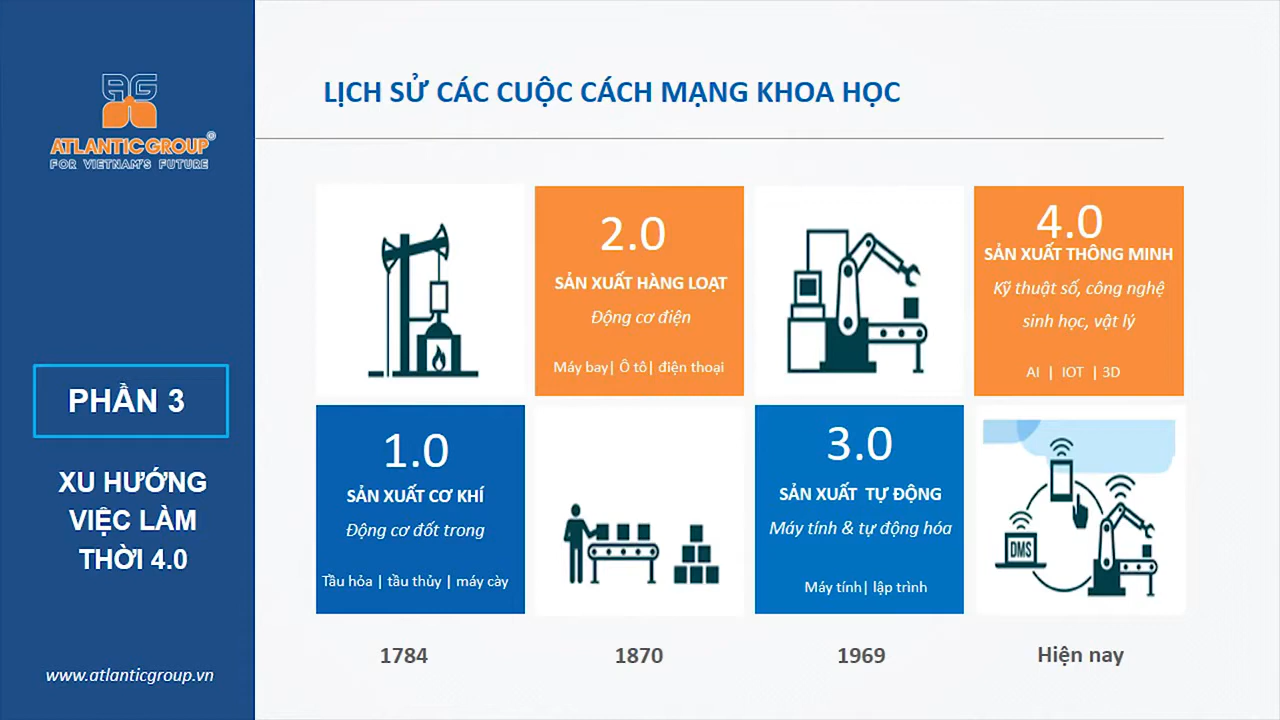 AG
ATLANTIC GROUP®
FOR VIETNAM'S FUTURE
PHẦN 3
XU HƯỚNG
VIỆC LÀM
THỜI 4.0
www.atlanticgroup.vn
LỊCH SỬ CÁC CUỘC CÁCH MẠNG KHOA HỌC
1.0
SẢN XUẤT CƠ KHÍ
Động cơ đốt trong
Tầu hỏa | tầu thủy | máy cày
1784
2.0
SẢN XUẤT HÀNG LOẠT
Động cơ điện
Máy bay| Ô tô| điện thoại
1870
3.0
SẢN XUẤT TỰ ĐỘNG
Máy tính & tự động hóa
Máy tính| lập trình
1969
4.0
SẢN XUẤT THÔNG MINH
Kỹ thuật số, công nghệ
sinh học, vật lý
AI | IOT | 3D
DMS
Hiện nay